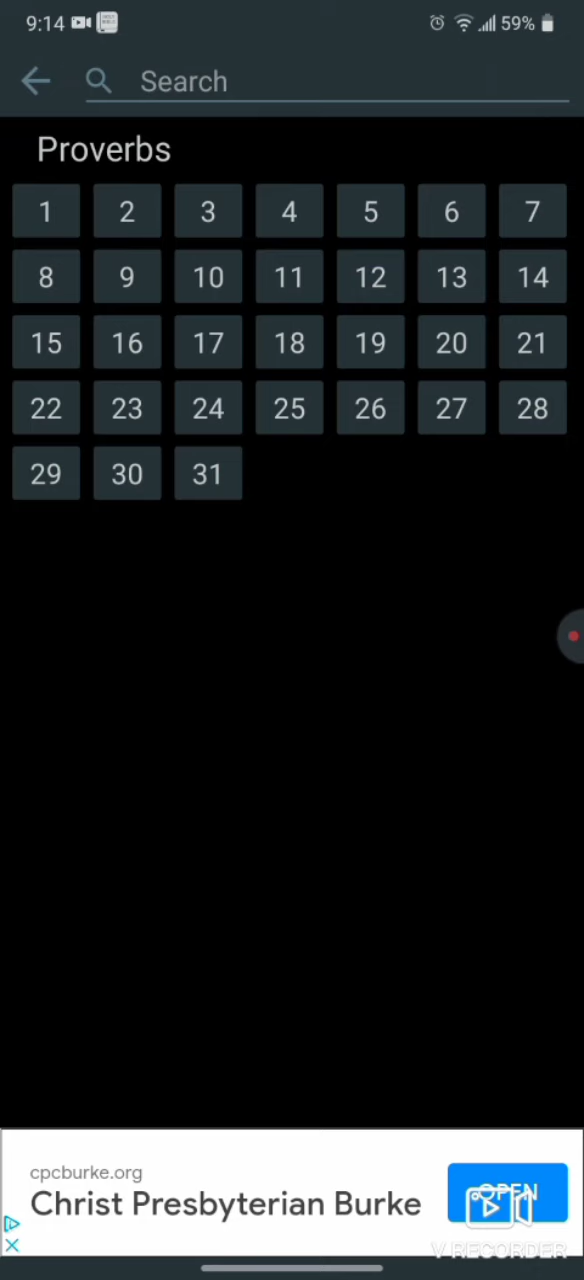 9:14 59%
Search
Proverbs
1 2 3 4 5 6 7
8 9 10 11 12 13 14
15 16 17 18 19 20 21
22 23 24 25 26 27 28
29 30 31
cpcburke.org
Christ Presbyterian Burke
OPEN
V RECORDER